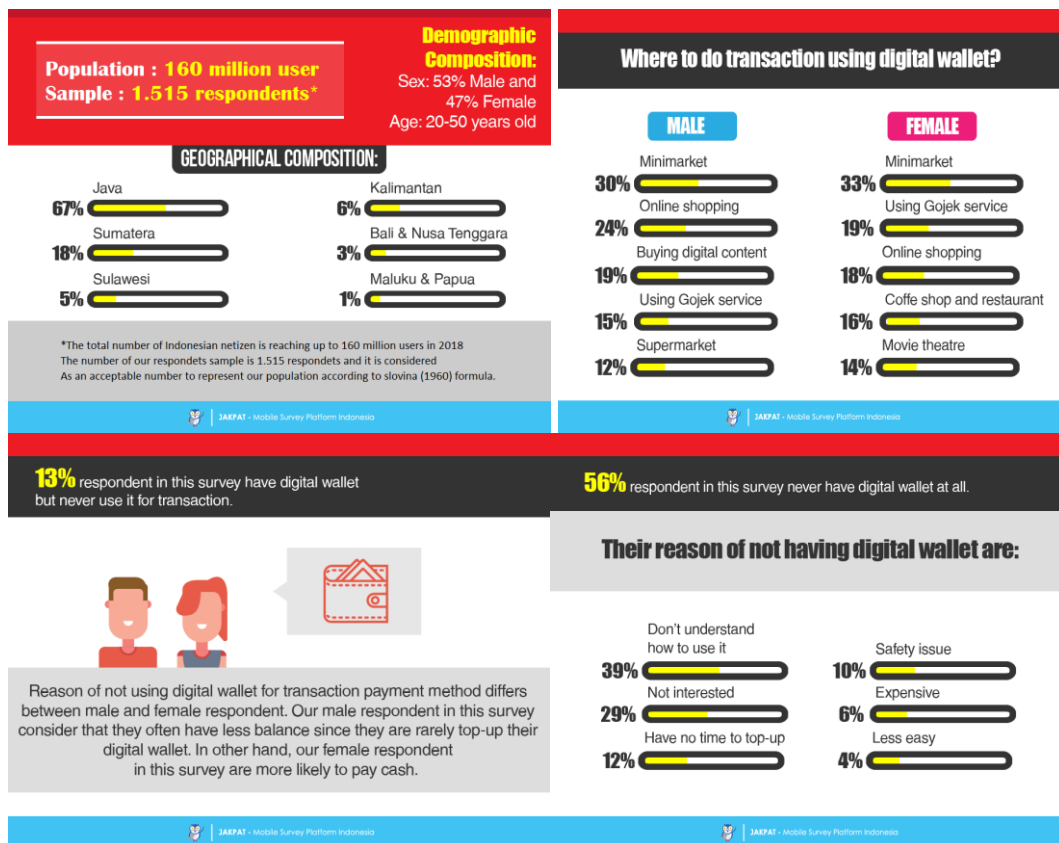 Population : 160 million user
Sample : 1.515 respondents*
Demographic
Composition:
Sex: 53% Male and
47% Female
Age: 20-50 years old
GEOGRAPHICAL COMPOSITION:
Java
67%
Sumatera
18%
Sulawesi
5%
Kalimantan
6%
Bali & Nusa Tenggara
3%
Maluku & Papua
1%
*The total number of Indonesian netizen is reaching up to 160 million users in 2018
The number of our respondets sample is 1.515 respondets and it is considered
As an acceptable number to represent our population according to slovina (1960) formula.
JAKPAT - Mobile Survey Platform Indonesia
Where to do transaction using digital wallet?
MALE
Minimarket
30%
Online shopping
24%
Buying digital content
19%
Using Gojek service
15%
Supermarket
12%
FEMALE
Minimarket
33%
Using Gojek service
19%
Online shopping
18%
Coffe shop and restaurant
16%
Movie theatre
14%
JAKPAT - Mobile Survey Platform Indonesia
13% respondent in this survey have digital wallet
but never use it for transaction.
Reason of not using digital wallet for transaction payment method differs
between male and female respondent. Our male respondent in this survey
consider that they often have less balance since they are rarely top-up their
digital wallet. In other hand, our female respondent
in this survey are more likely to pay cash.
JAKPAT - Mobile Survey Platform Indonesia
56% respondent in this survey never have digital wallet at all.
Their reason of not having digital wallet are:
Don't understand
how to use it
39%
Not interested
29%
Have no time to top-up
12%
Safety issue
10%
Expensive
6%
Less easy
4%
JAKPAT - Mobile Survey Platform Indonesia